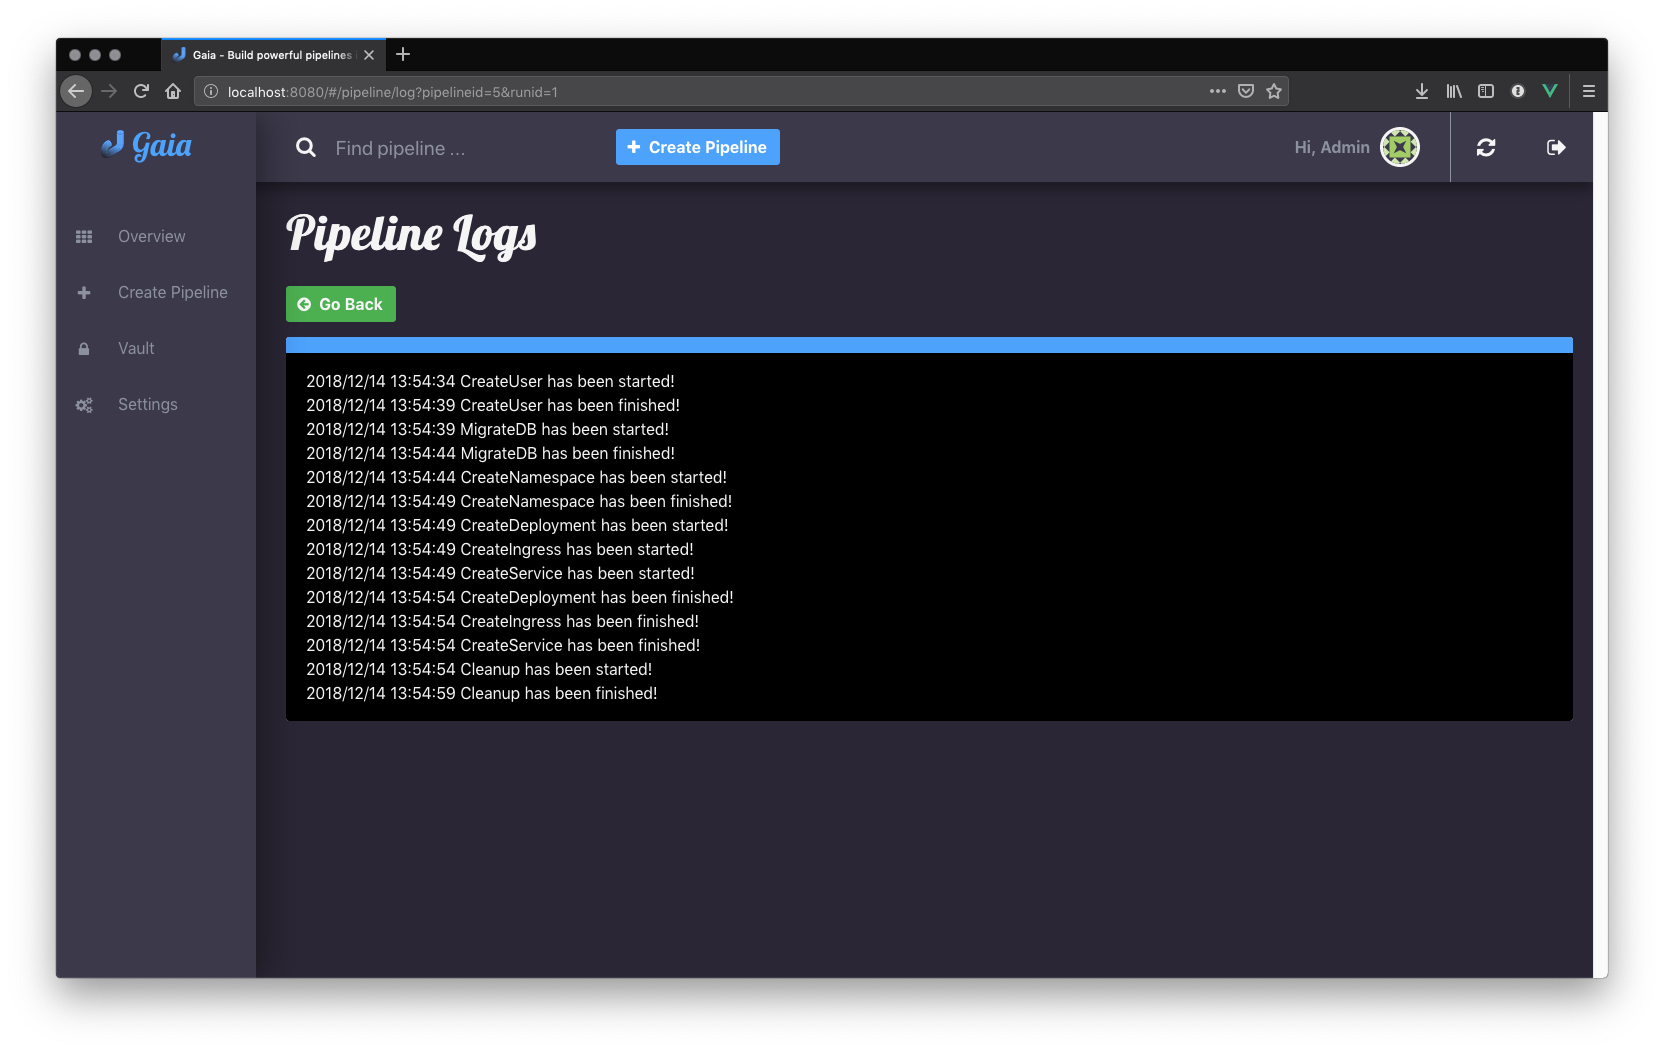 Gaia - Build powerful pipelines
localhost:8080/#/pipeline/log?pipelineid=5&runid=1
Gaia
Find pipeline ...
Create Pipeline
Hi, Admin
Overview
Create Pipeline
Vault
Settings
Pipeline Logs
Go Back
2018/12/14 13:54:34 CreateUser has been started!
2018/12/14 13:54:39 CreateUser has been finished!
2018/12/14 13:54:39 MigrateDB has been started!
2018/12/14 13:54:44 MigrateDB has been finished!
2018/12/14 13:54:44 CreateNamespace has been started!
2018/12/14 13:54:49 CreateNamespace has been finished!
2018/12/14 13:54:49 CreateDeployment has been started!
2018/12/14 13:54:49 CreateIngress has been started!
2018/12/14 13:54:49 CreateService has been started!
2018/12/14 13:54:54 CreateDeployment has been finished!
2018/12/14 13:54:54 CreateIngress has been finished!
2018/12/14 13:54:54 CreateService has been finished!
2018/12/14 13:54:54 Cleanup has been started!
2018/12/14 13:54:59 Cleanup has been finished!